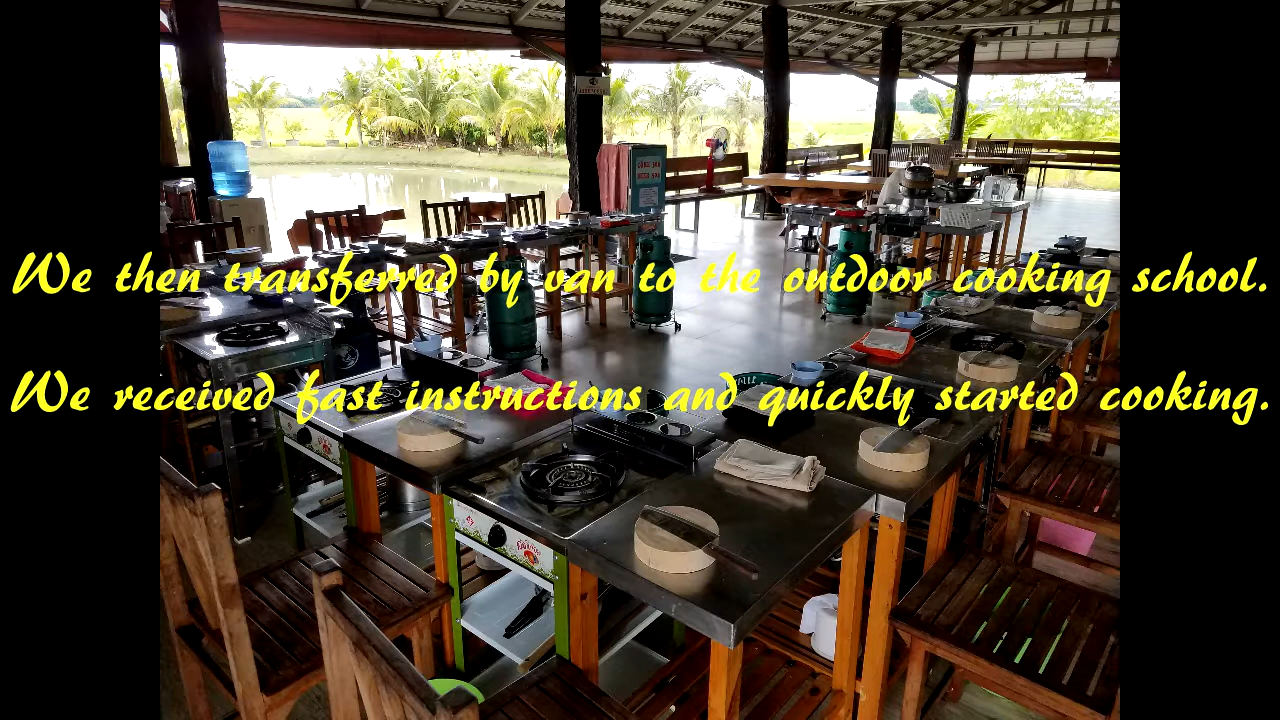 We then transferred by van to the outdoor cooking school.
We received fast instructions and quickly started cooking.